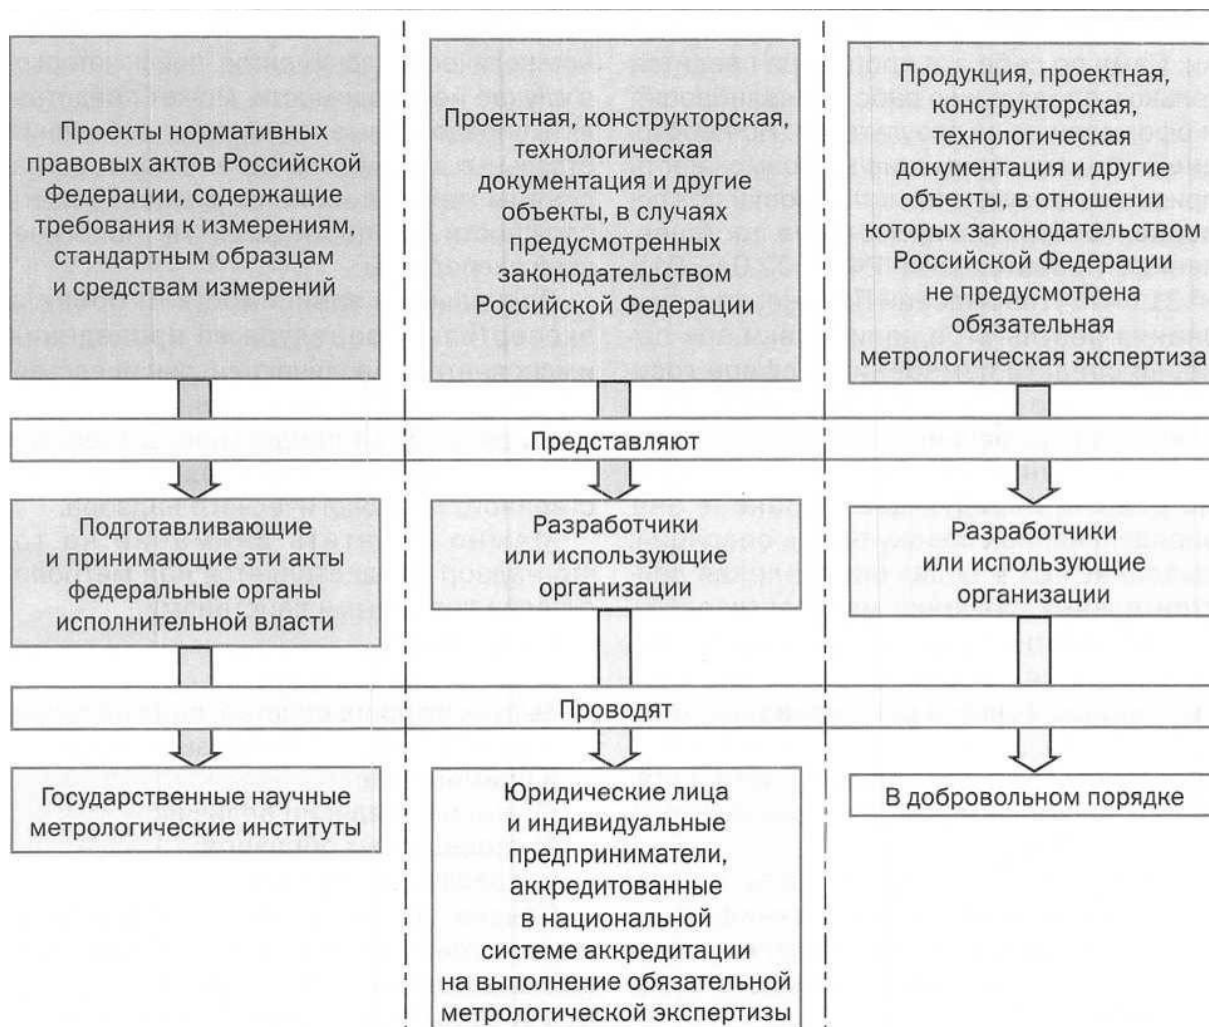 Проекты нормативных
правовых актов Российской
Федерации, содержащие
требования к измерениям,
стандартным образцам
и средствам измерений
Проектная, конструкторская,
технологическая
документация и другие
объекты, в случаях
предусмотренных
законодательством
Российской Федерации
Продукция, проектная,
конструкторская,
технологическая
документация и другие
объекты, в отношении
которых законодательством
Российской Федерации
не предусмотрена
обязательная
метрологическая экспертиза
Представляют
Подготавливающие
и принимающие эти акты
федеральные органы
исполнительной власти
Разработчики
или использующие
организации
Разработчики
или использующие
организации
Проводят
Государственные научные
метрологические институты
Юридические лица
и индивидуальные
предприниматели,
аккредитованные
в национальной
системе аккредитации
на выполнение обязательной
метрологической экспертизы
В добровольном порядке